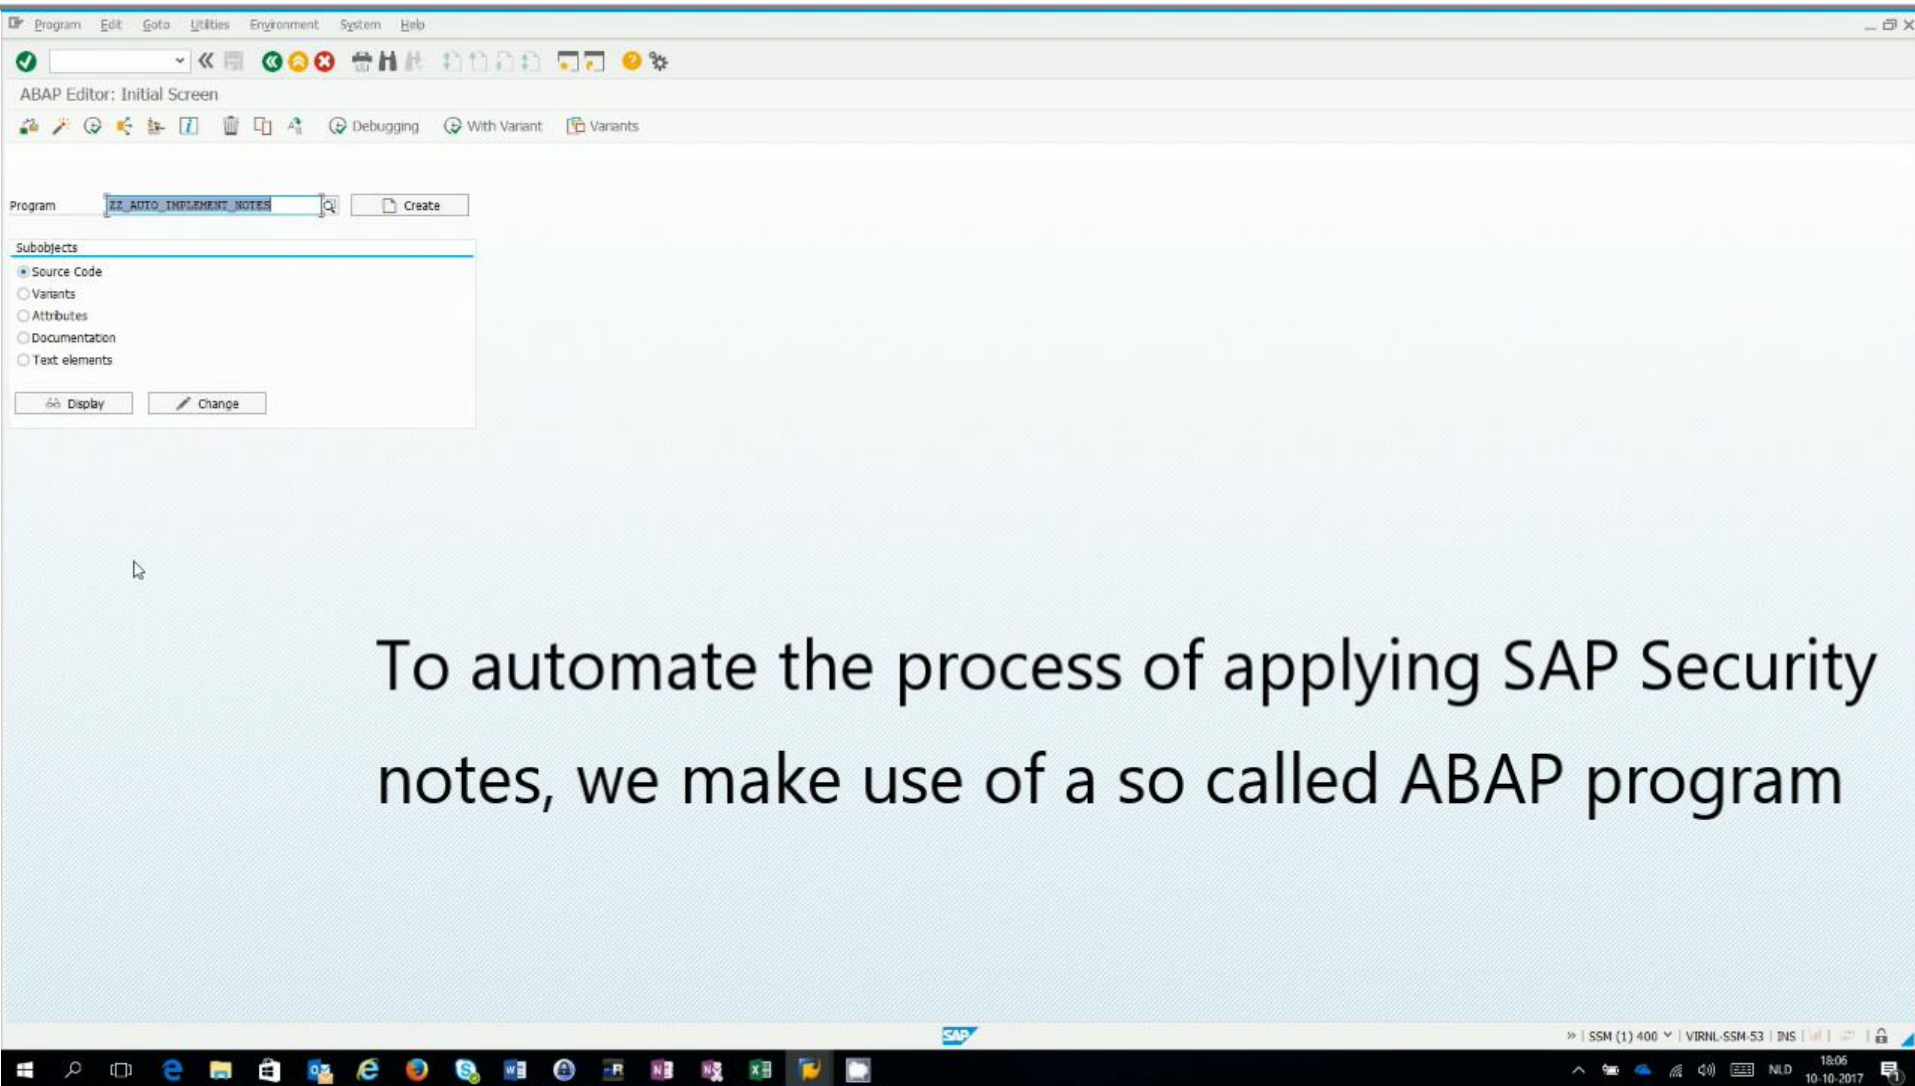 Program Edit Goto Utilities Environment System Help
ABAP Editor: Initial Screen
Debugging With Variant Variants
Program ZZ_AUTO_IMPLEMENT_NOTES Create
Subobjects
Source Code
Variants
Attributes
Documentation
Text elements
Display Change
To automate the process of applying SAP Security
notes, we make use of a so called ABAP program
SAP
SSM (1) 400 VIRNL-SSM-53 INS
NLD 18:06
10-10-2017